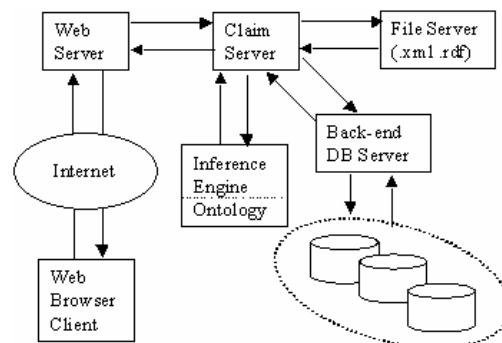 Web
Server
Claim
Server
File Server
(.xml .rdf)
Back-end
DB Server
Internet
Inference
Engine
Ontology
Web
Browser
Client